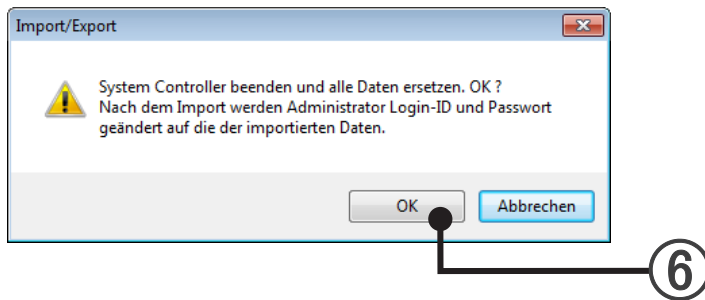 Import/Export
System Controller beenden und alle Daten ersetzen. OK ?
Nach dem Import werden Administrator Login-ID und Passwort
geändert auf die der importierten Daten.
OK
Abbrechen
6